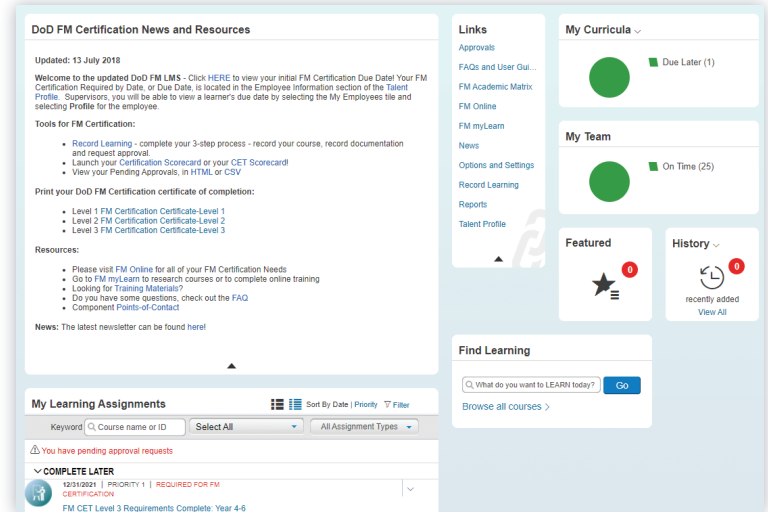 DoD FM Certification News and Resources
Updated: 13 July 2018
Welcome to the updated DoD FM LMS - Click HERE to view your initial FM Certification Due Date! Your FM
Certification Required by Date, or Due Date, is located in the Employee Information section of the Talent
Profile. Supervisors, you will be able to view a learner's due date by selecting the My Employees tile and
selecting Profile for the employee.
Tools for FM Certification:
Record Learning - complete your 3-step process - record your course, record documentation
and request approval.
Launch your Certification Scorecard or your CET Scorecard!
View your Pending Approvals, in HTML or CSV
Print your DoD FM Certification certificate of completion:
Level 1 FM Certification Certificate-Level 1
Level 2 FM Certification Certificate-Level 2
Level 3 FM Certification Certificate-Level 3
Resources:
Please visit FM Online for all of your FM Certification Needs
Go to FM myLearn to research courses or to complete online training
Looking for Training Materials?
Do you have some questions, check out the FAQ
Component Points-of-Contact
News: The latest newsletter can be found here!
My Learning Assignments
Sort By Date | Priority Filter
Keyword Course name or ID Select All All Assignment Types
You have pending approval requests
COMPLETE LATER
12/31/2021 | PRIORITY 1 | REQUIRED FOR FM
CERTIFICATION
FM CET Level 3 Requirements Complete: Year 4-6
Links
Approvals
FAQs and User Gui...
FM Academic Matrix
FM Online
FM myLearn
News
Options and Settings
Record Learning
Reports
Talent Profile
My Curricula
Due Later (1)
My Team
On Time (25)
Featured
0
History
0
recently added
View All
Find Learning
What do you want to LEARN today? Go
Browse all courses >